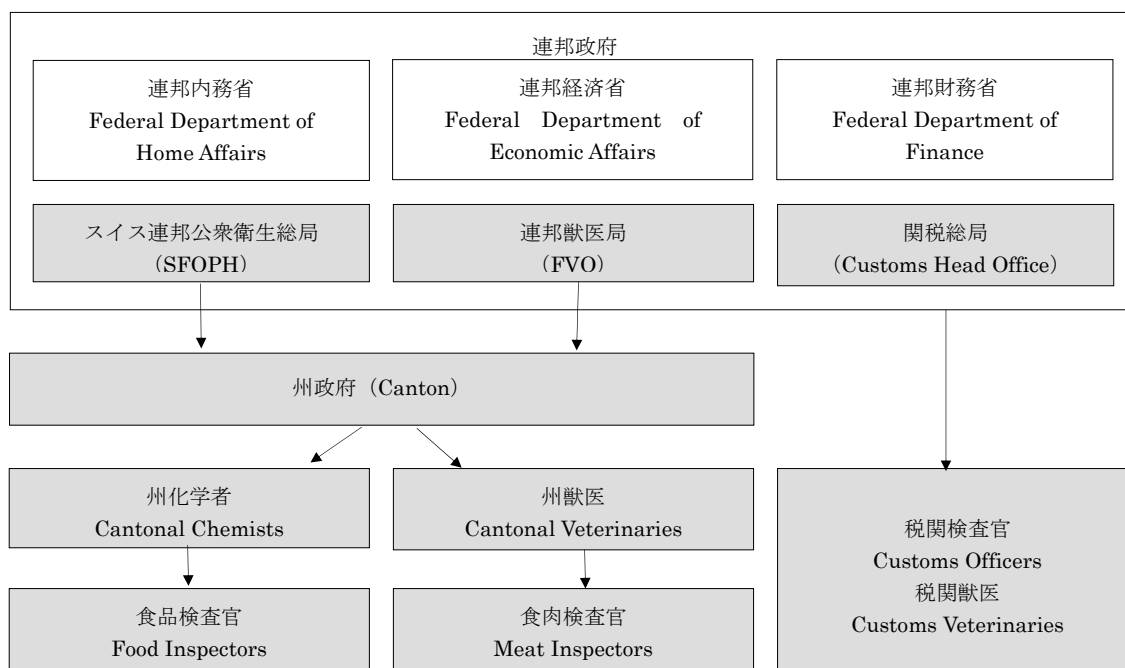 連邦政府
連邦内務省
Federal Department of
Home Affairs
連邦経済省
Federal Department of
Economic Affairs
連邦財務省
Federal Department of
Finance
スイス連邦公衆衛生総局
（SFOPH）
連邦獣医局
（FVO）
関税総局
（Customs Head Office）
州政府（Canton）
州化学者
Cantonal Chemists
州獣医
Cantonal Veterinaries
税関検査官
Customs Officers
税関獣医
Customs Veterinaries
食品検査官
Food Inspectors
食肉検査官
Meat Inspectors